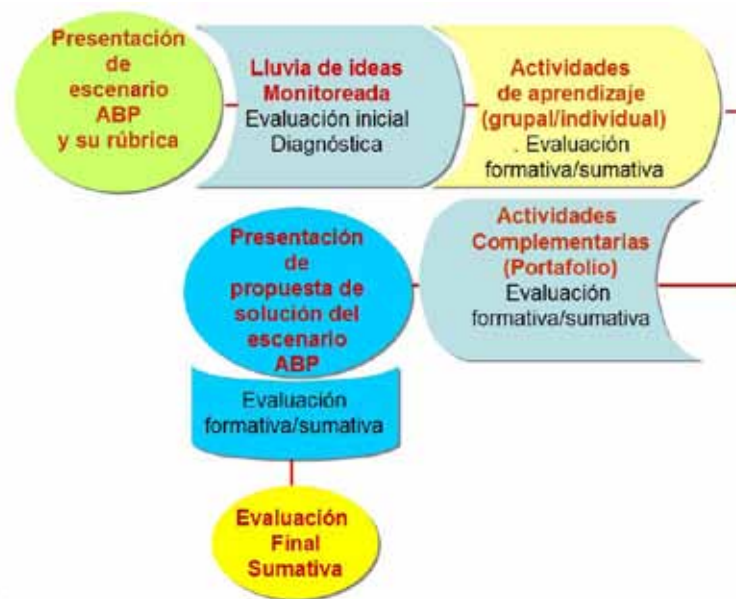 Presentación
de
escenario
ABP
y su rúbrica
Lluvia de ideas
Monitoreada
Evaluación inicial
Diagnóstica
Actividades
de aprendizaje
(grupal/individual)
. Evaluación
formativa/sumativa
Actividades
Complementarias
(Portafolio)
Evaluación
formativa/sumativa
Presentación
de
propuesta de
solución del
escenario
ABP
Evaluación
formativa/sumativa
Evaluación
Final
Sumativa